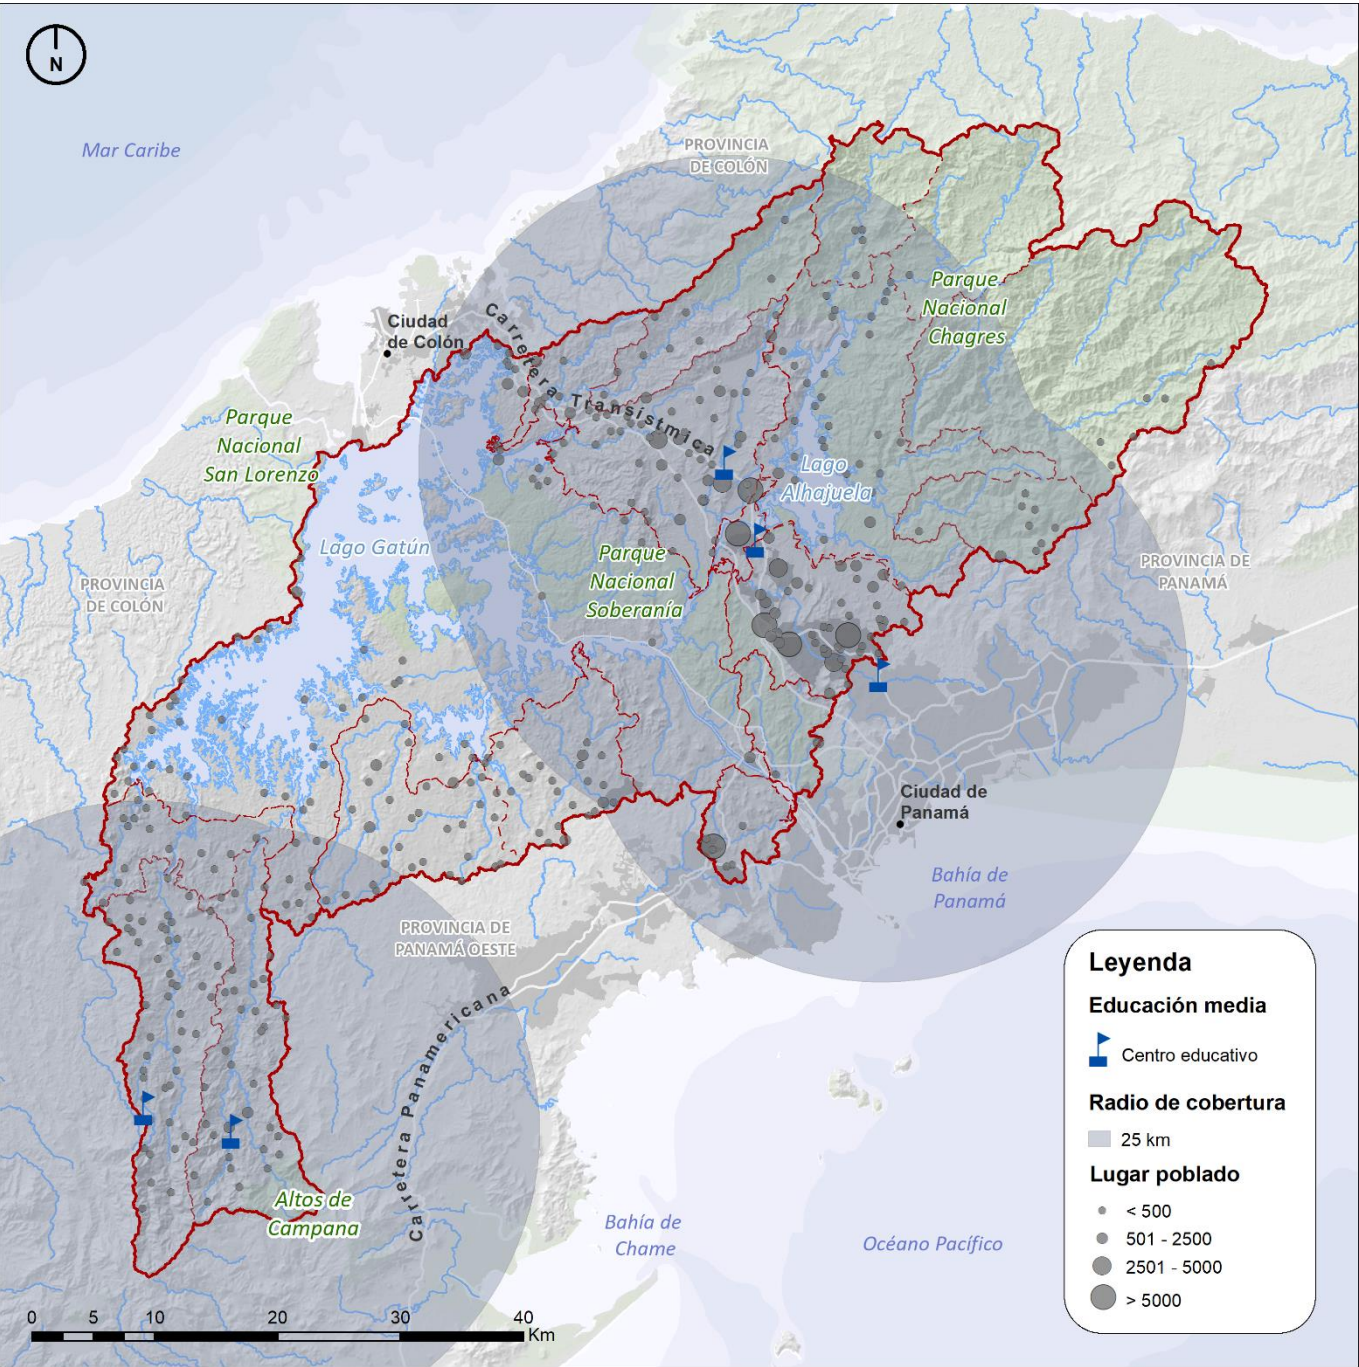 N
Mar Caribe
PROVINCIA
DE COLÓN
Parque
Nacional
Chagres
Ciudad
de Colón
Carretera Transístmica
Parque
Nacional
San Lorenzo
Lago
Alhajuela
Lago Gatún
Parque
Nacional
Soberanía
PROVINCIA
DE COLÓN
PROVINCIA DE
PANAMÁ
Ciudad de
Panamá
Bahía de
Panamá
PROVINCIA DE
PANAMÁ OESTE
Carretera Panamericana
Altos de
Campana
Bahía de
Chame
Océano Pacífico
Leyenda
Educación media
Centro educativo
Radio de cobertura
25 km
Lugar poblado
< 500
501 - 2500
2501 - 5000
> 5000
0 5 10 20 30 40
Km